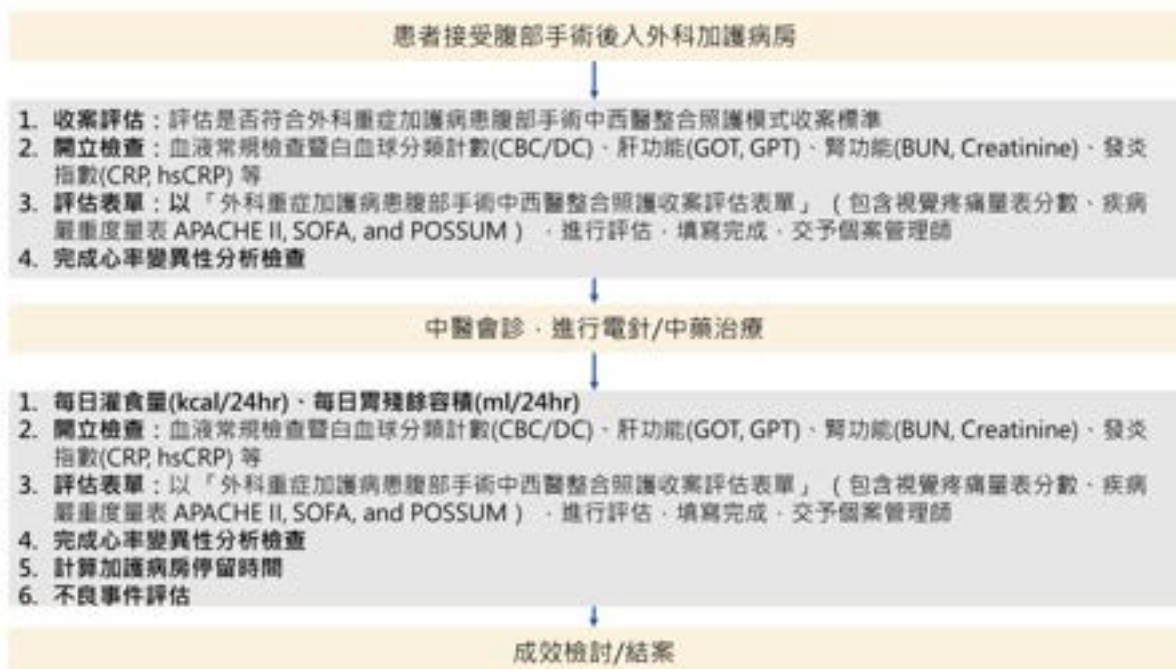 患者接受腹部手術後入外科加護病房
1. 收案評估：評估是否符合外科重症加護病患腹部手術中西醫整合照護模式收案標準
2. 開立檢查：血液常規檢查暨白血球分類計數(CBC/DC)、肝功能(GOT, GPT)、腎功能(BUN, Creatinine)、發炎
指數(CRP, hsCRP) 等
3. 評估表單：以「外科重症加護病患腹部手術中西醫整合照護收案評估表單」（包含視覺疼痛量表分數、疾病
嚴重度量表 APACHE II, SOFA, and POSSUM），進行評估，填寫完成，交予個案管理師
4. 完成心率變異性分析檢查
中醫會診，進行電針/中藥治療
1. 每日灌食量(kcal/24hr)、每日胃殘餘容積(ml/24hr)
2. 開立檢查：血液常規檢查暨白血球分類計數(CBC/DC)、肝功能(GOT, GPT)、腎功能(BUN, Creatinine)、發炎
指數(CRP, hsCRP) 等
3. 評估表單：以「外科重症加護病患腹部手術中西醫整合照護收案評估表單」（包含視覺疼痛量表分數、疾病
嚴重度量表 APACHE II, SOFA, and POSSUM），進行評估，填寫完成，交予個案管理師
4. 完成心率變異性分析檢查
5. 計算加護病房停留時間
6. 不良事件評估
成效檢討/結案